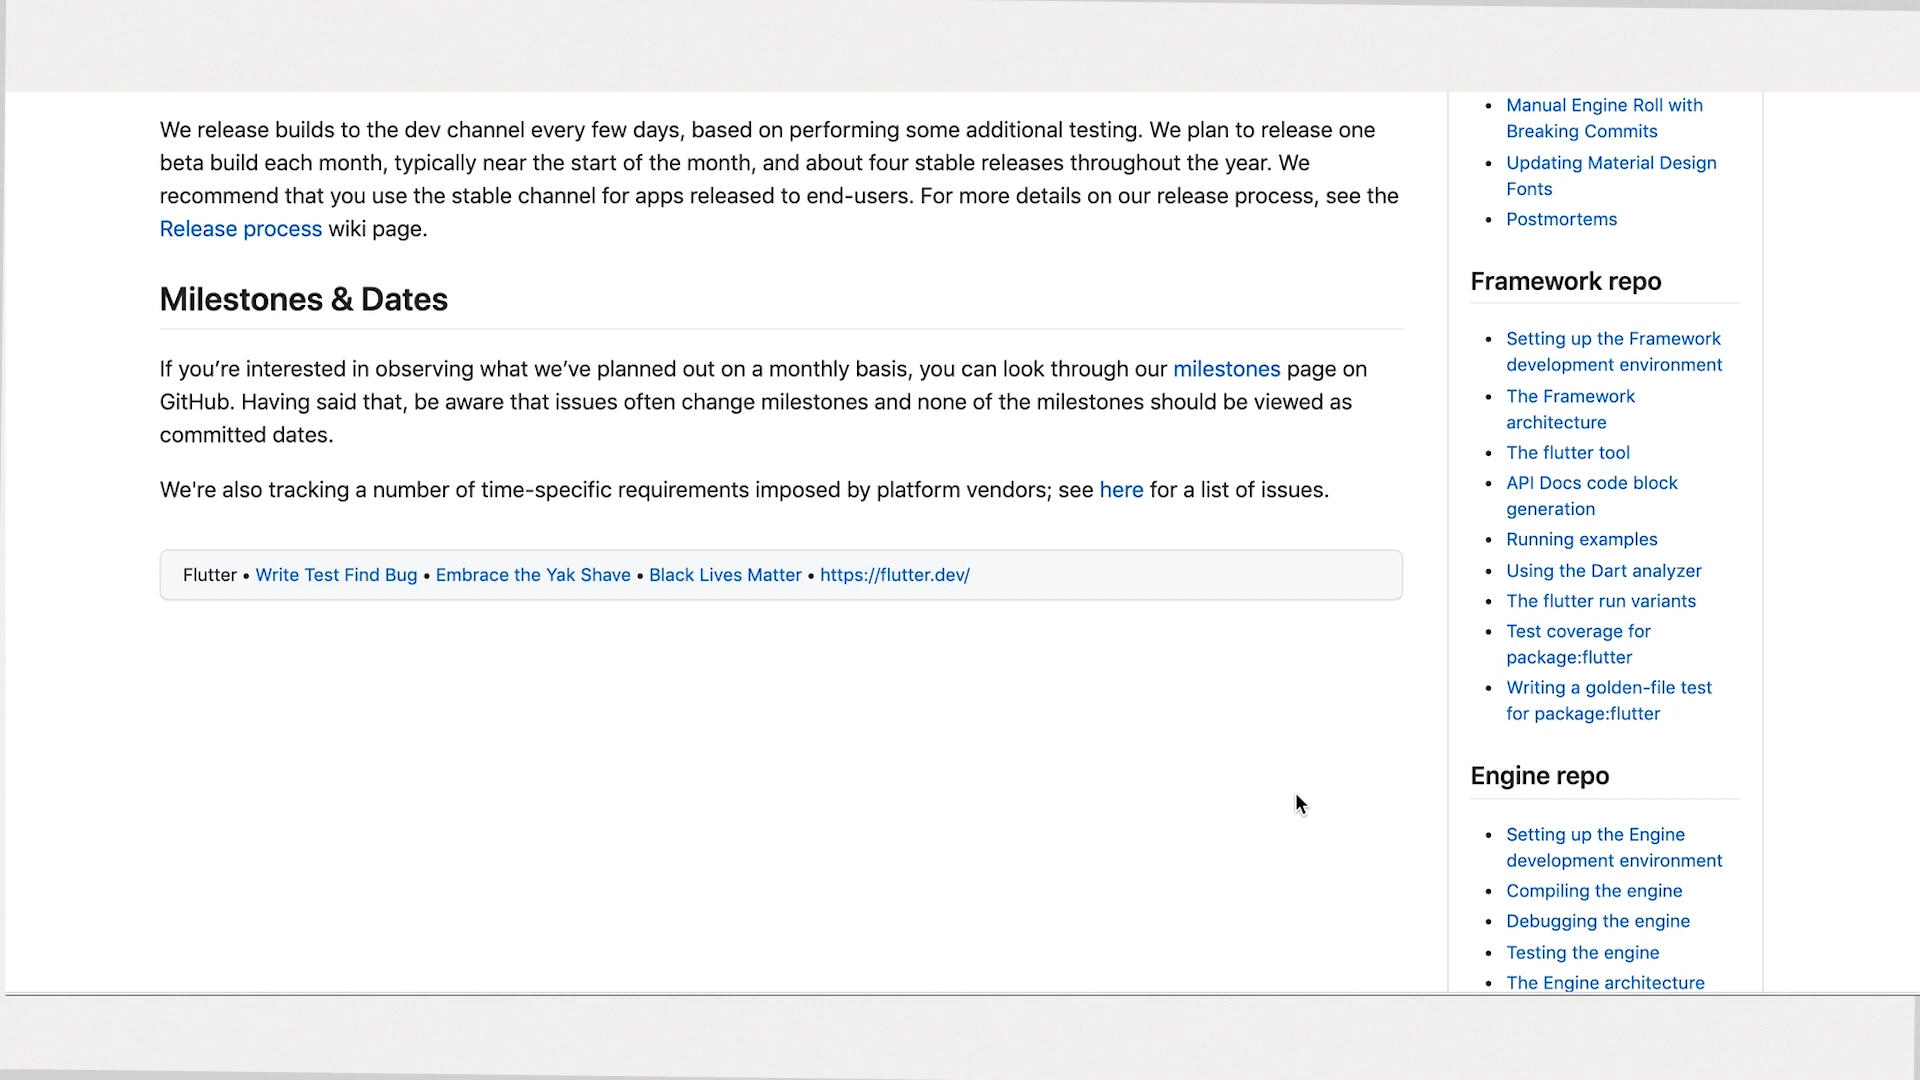 We release builds to the dev channel every few days, based on performing some additional testing. We plan to release one
beta build each month, typically near the start of the month, and about four stable releases throughout the year. We
recommend that you use the stable channel for apps released to end-users. For more details on our release process, see the
Release process wiki page.
Milestones & Dates
If you’re interested in observing what we’ve planned out on a monthly basis, you can look through our milestones page on
GitHub. Having said that, be aware that issues often change milestones and none of the milestones should be viewed as
committed dates.
We're also tracking a number of time-specific requirements imposed by platform vendors; see here for a list of issues.
Flutter • Write Test Find Bug • Embrace the Yak Shave • Black Lives Matter • https://flutter.dev/
• Manual Engine Roll with
Breaking Commits
• Updating Material Design
Fonts
• Postmortems
Framework repo
• Setting up the Framework
development environment
• The Framework
architecture
• The flutter tool
• API Docs code block
generation
• Running examples
• Using the Dart analyzer
• The flutter run variants
• Test coverage for
package:flutter
• Writing a golden-file test
for package:flutter
Engine repo
• Setting up the Engine
development environment
• Compiling the engine
• Debugging the engine
• Testing the engine
• The Engine architecture